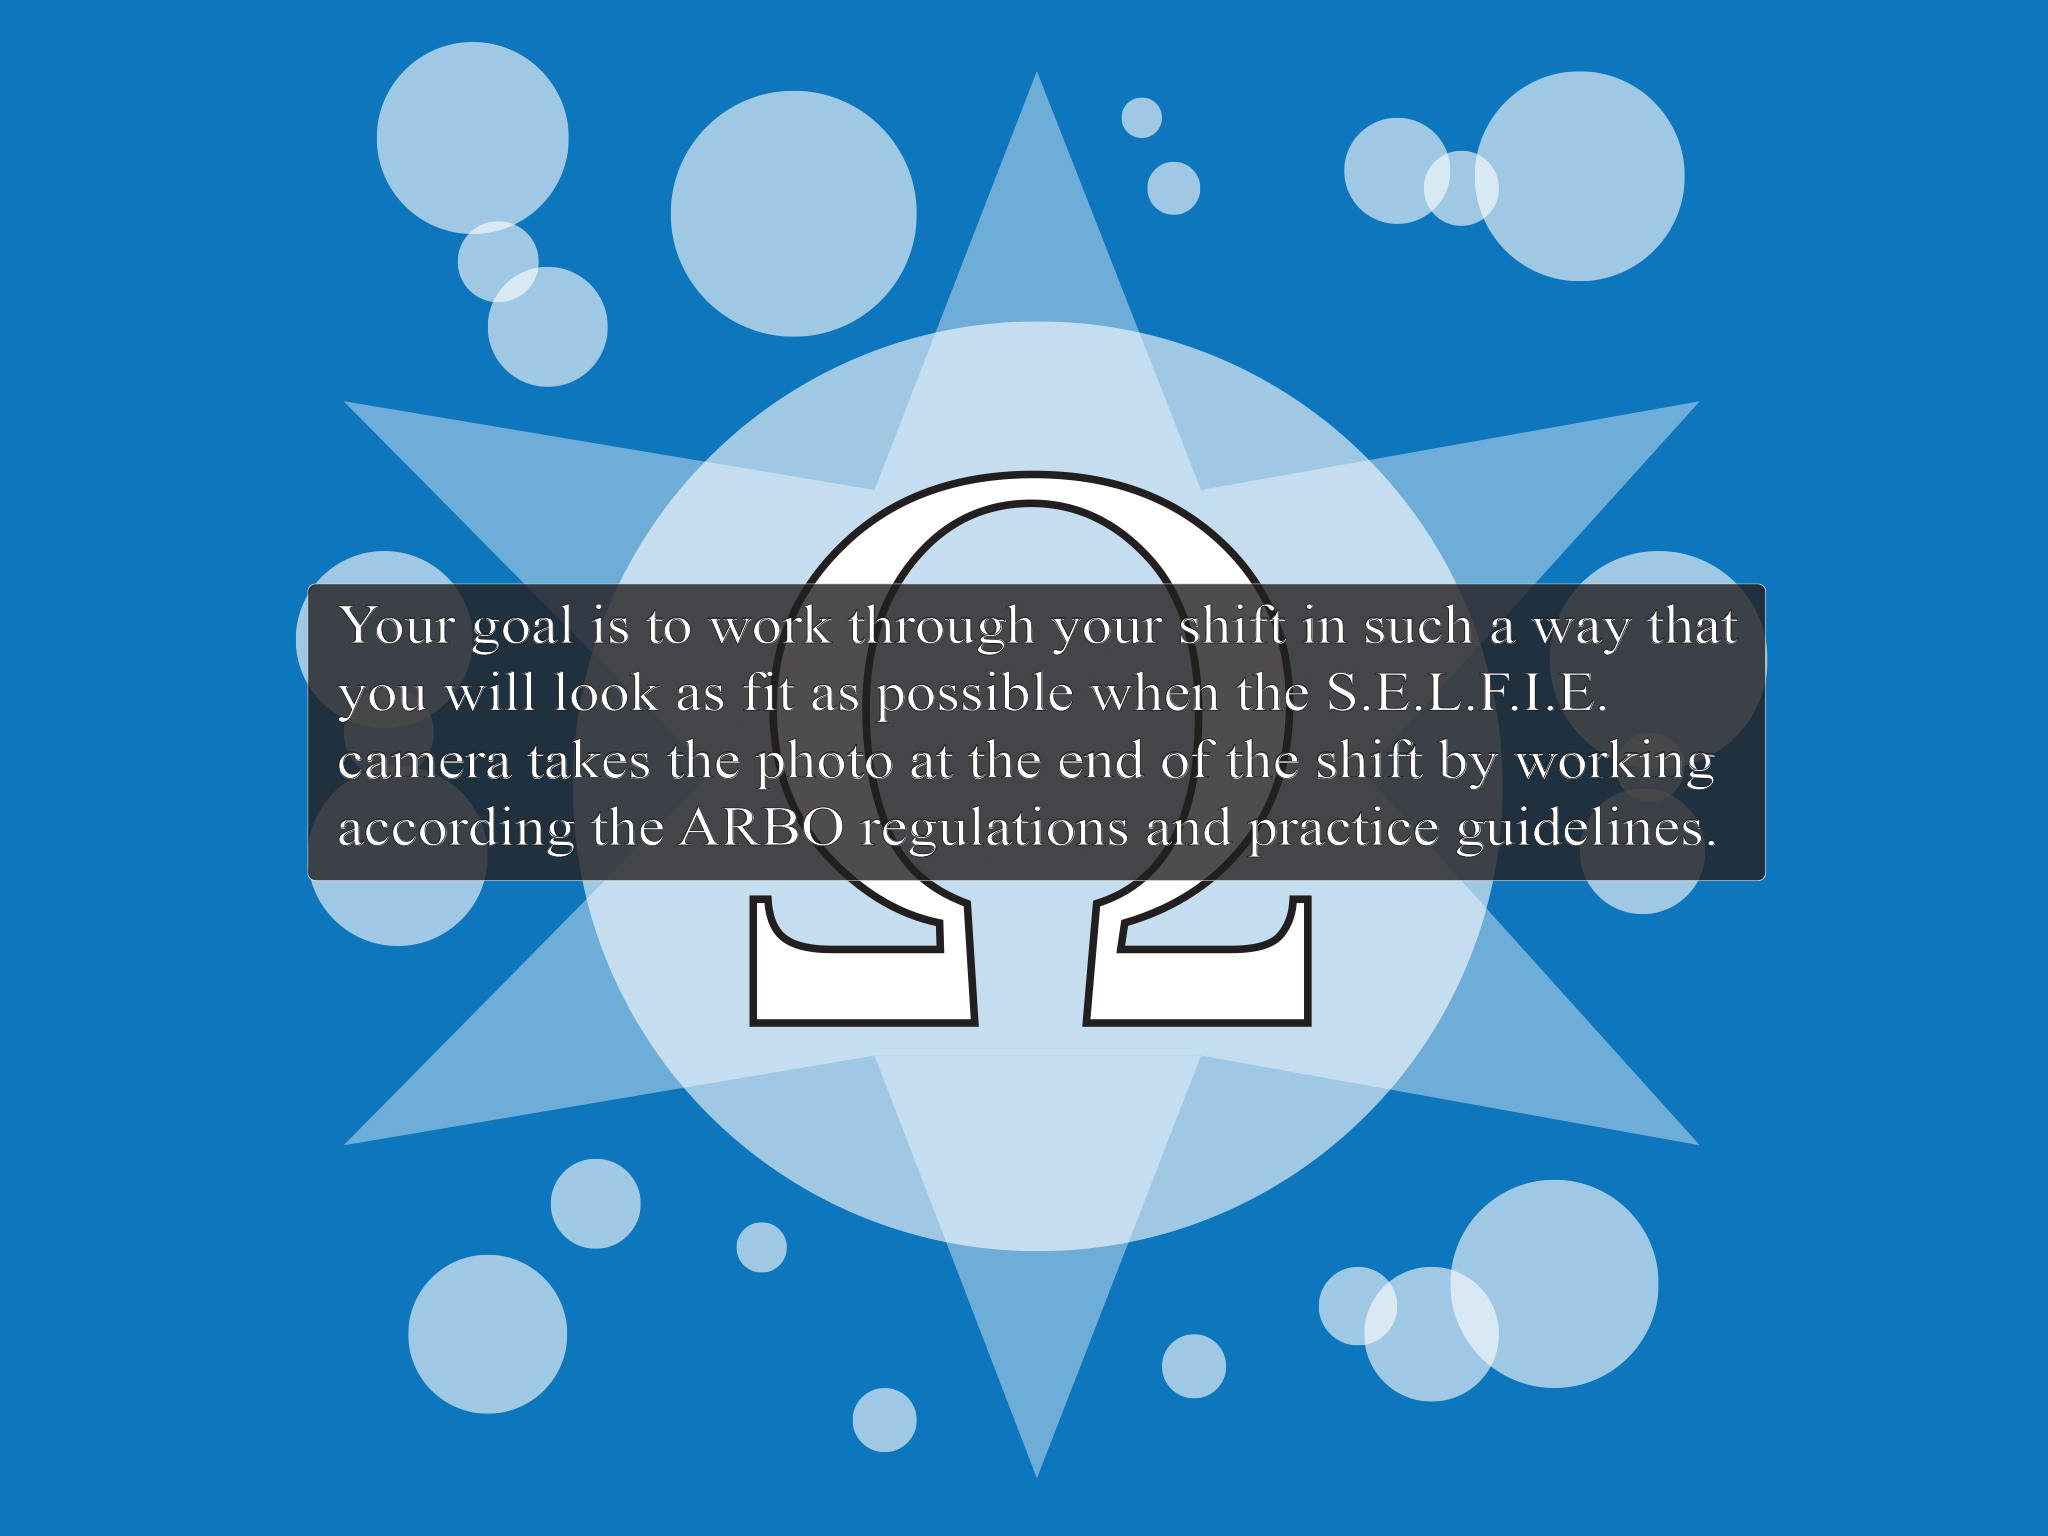 Ω
Your goal is to work through your shift in such a way that
you will look as fit as possible when the S.E.L.F.I.E.
camera takes the photo at the end of the shift by working
according the ARBO regulations and practice guidelines.